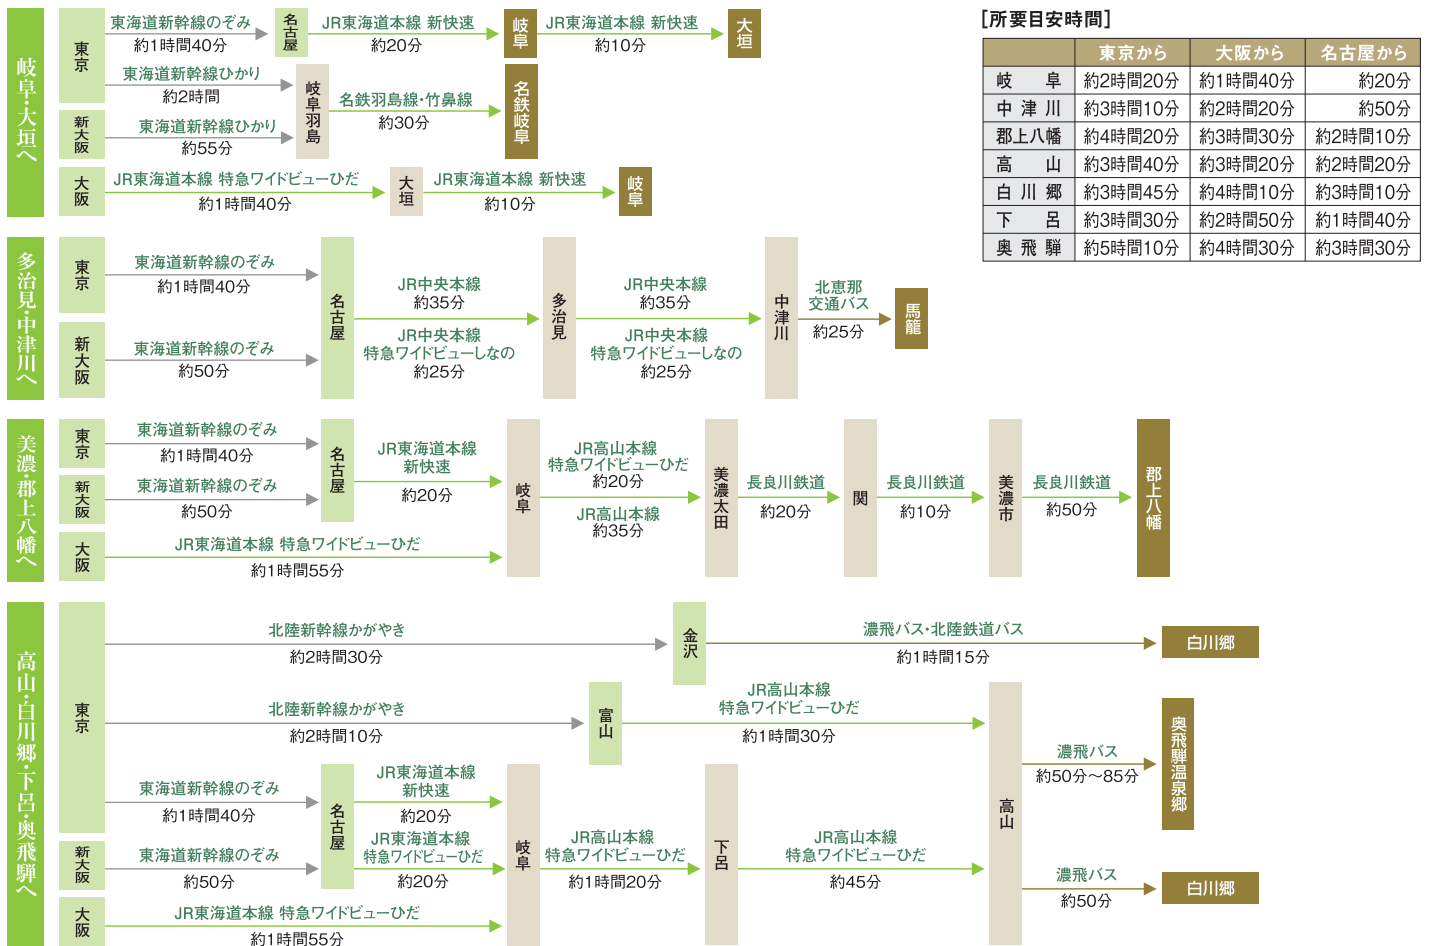 岐阜・大垣へ
東京
東海道新幹線のぞみ
約1時間40分
名古屋
JR東海道本線 新快速
約20分
岐阜
JR東海道本線 新快速
約10分
大垣
東海道新幹線ひかり
約2時間
新大阪
東海道新幹線ひかり
約55分
岐阜羽島
名鉄羽島線・竹鼻線
約30分
名鉄岐阜
大阪
JR東海道本線 特急ワイドビューひだ
約1時間40分
大垣
JR東海道本線 新快速
約10分
岐阜
[所要目安時間]
東京から 大阪から 名古屋から
岐阜 約2時間20分 約1時間40分 約20分
中津川 約3時間10分 約2時間20分 約50分
郡上八幡 約4時間20分 約3時間30分 約2時間10分
高山 約3時間40分 約3時間20分 約2時間20分
白川郷 約3時間45分 約4時間10分 約3時間10分
下呂 約3時間30分 約2時間50分 約1時間40分
奥飛騨 約5時間10分 約4時間30分 約3時間30分
多治見・中津川へ
東京
東海道新幹線のぞみ
約1時間40分
新大阪
東海道新幹線のぞみ
約50分
名古屋
JR中央本線
約35分
JR中央本線
特急ワイドビューしなの
約25分
多治見
JR中央本線
約35分
JR中央本線
特急ワイドビューしなの
約25分
中津川
北恵那
交通バス
約25分
馬籠
美濃・郡上八幡へ
東京
東海道新幹線のぞみ
約1時間40分
新大阪
東海道新幹線のぞみ
約50分
名古屋
JR東海道本線
新快速
約20分
大阪
JR東海道本線 特急ワイドビューひだ
約1時間55分
岐阜
JR高山本線
特急ワイドビューひだ
約20分
JR高山本線
約35分
美濃太田
長良川鉄道
約20分
関
長良川鉄道
約10分
美濃市
長良川鉄道
約50分
郡上八幡
高山・白川郷・下呂・奥飛騨へ
東京
北陸新幹線かがやき
約2時間30分
金沢
濃飛バス・北陸鉄道バス
約1時間15分
白川郷
北陸新幹線かがやき
約2時間10分
富山
JR高山本線
特急ワイドビューひだ
約1時間30分
東海道新幹線のぞみ
約1時間40分
新大阪
東海道新幹線のぞみ
約50分
名古屋
JR東海道本線
新快速
約20分
JR東海道本線
特急ワイドビューひだ
約20分
大阪
JR東海道本線 特急ワイドビューひだ
約1時間55分
岐阜
JR高山本線
特急ワイドビューひだ
約1時間20分
下呂
JR高山本線
特急ワイドビューひだ
約45分
高山
濃飛バス
約50分〜85分
奥飛騨温泉郷
濃飛バス
約50分
白川郷